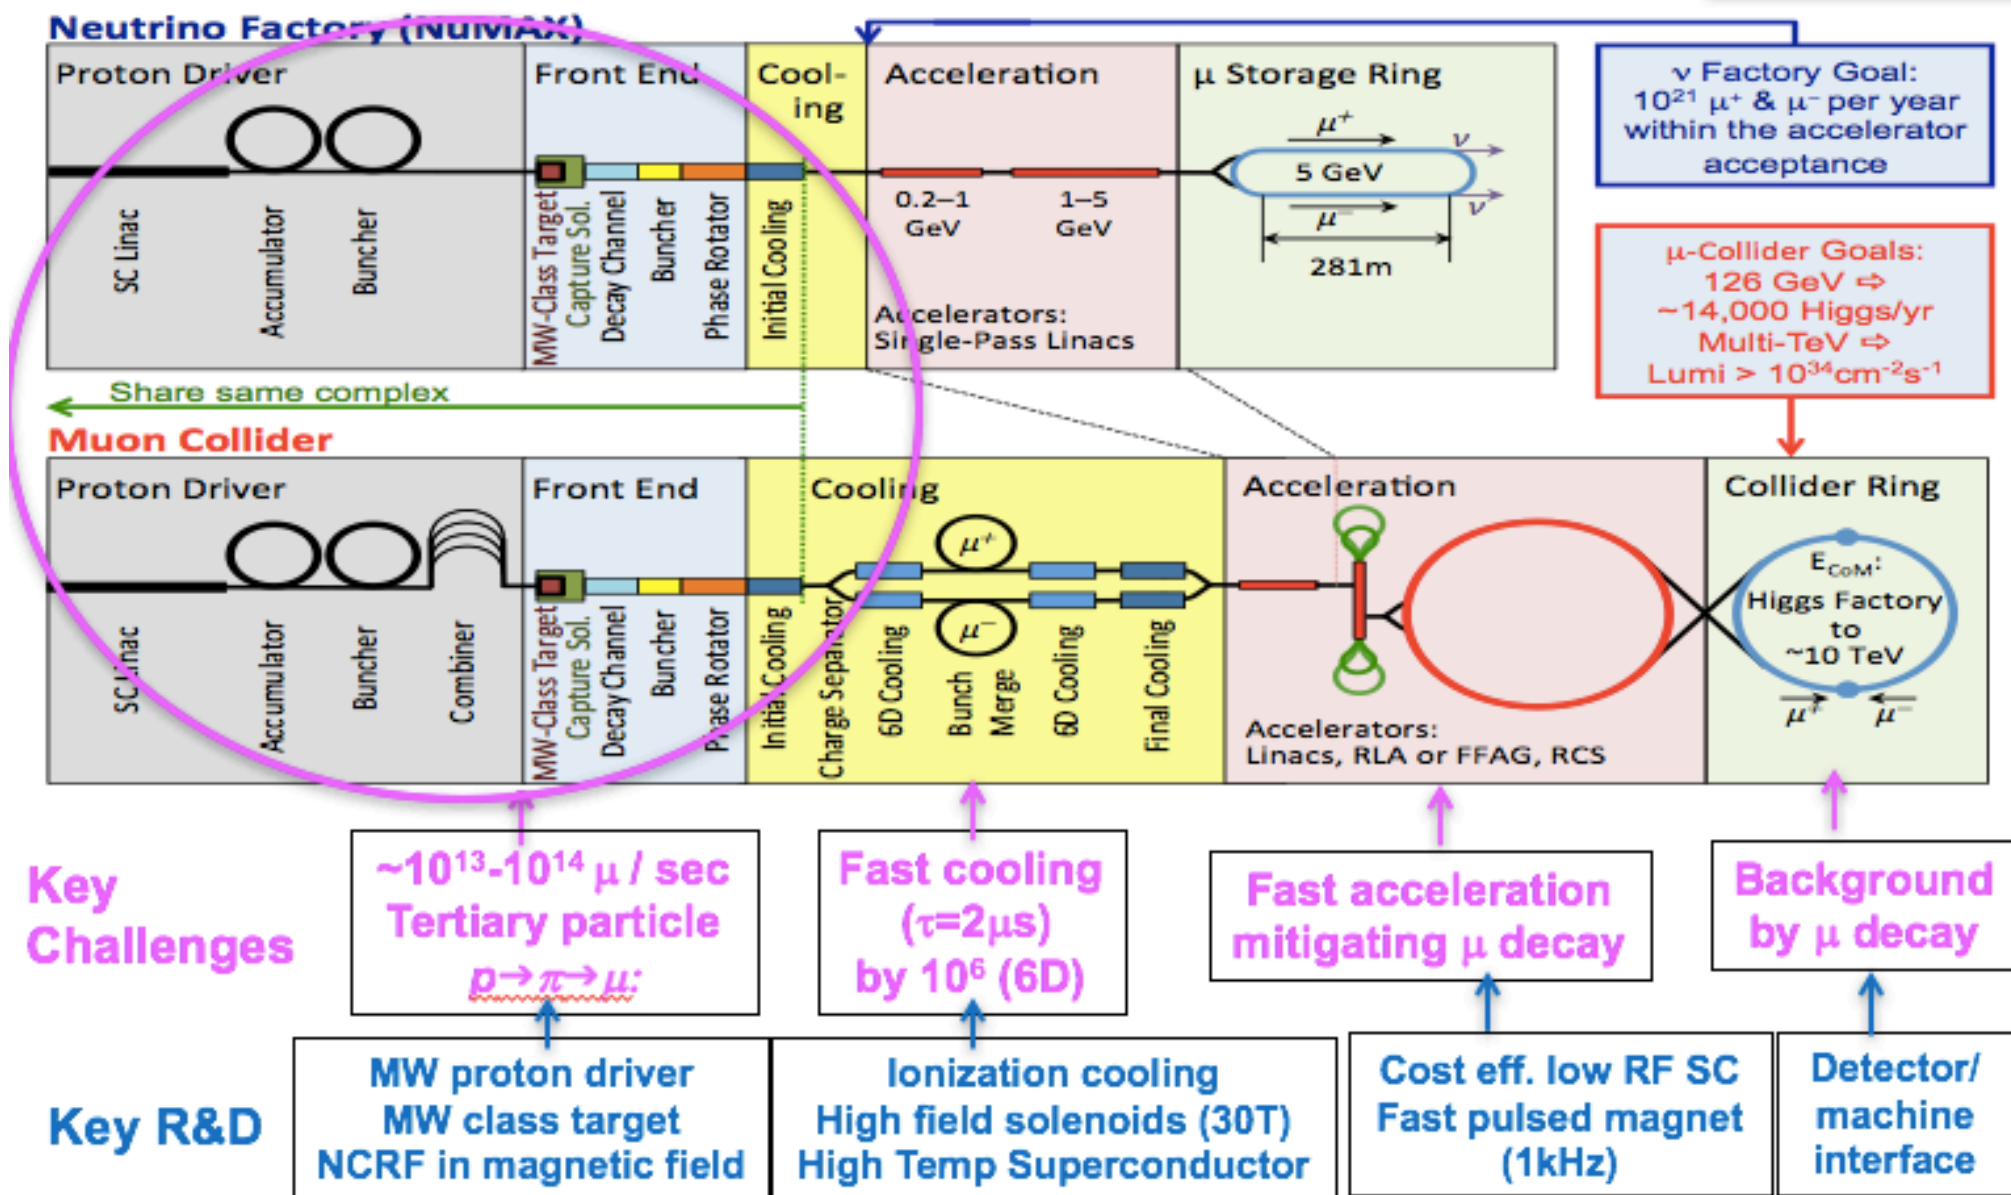 Neutrino Factory (NuMAX)
Proton Driver
Front End
Cool-
ing
Acceleration
μ Storage Ring
ν Factory Goal:
10²¹ μ⁺ & μ⁻ per year
within the accelerator
acceptance
SC Linac
Accumulator
Buncher
MW-Class Target
Capture Sol.
Decay Channel
Buncher
Phase Rotator
Initial Cooling
0.2–1
GeV
1–5
GeV
Accelerators:
Single-Pass Linacs
μ⁺
5 GeV
μ⁻
ν
ν
281m
μ-Collider Goals:
126 GeV ⇨
~14,000 Higgs/yr
Multi-TeV ⇨
Lumi > 10³⁴cm⁻²s⁻¹
Share same complex
Muon Collider
Proton Driver
Front End
Cooling
Acceleration
Collider Ring
SC Linac
Accumulator
Buncher
Combiner
MW-Class Target
Capture Sol.
Decay Channel
Buncher
Phase Rotator
Initial Cooling
Charge Separator
6D Cooling
μ⁺
μ⁻
Bunch
Merge
6D Cooling
Final Cooling
Accelerators:
Linacs, RLA or FFAG, RCS
E_CoM:
Higgs Factory
to
~10 TeV
μ⁺
μ⁻
Key
Challenges
~10¹³-10¹⁴ μ / sec
Tertiary particle
p→π→μ:
Fast cooling
(τ=2μs)
by 10⁶ (6D)
Fast acceleration
mitigating μ decay
Background
by μ decay
Key R&D
MW proton driver
MW class target
NCRF in magnetic field
Ionization cooling
High field solenoids (30T)
High Temp Superconductor
Cost eff. low RF SC
Fast pulsed magnet
(1kHz)
Detector/
machine
interface